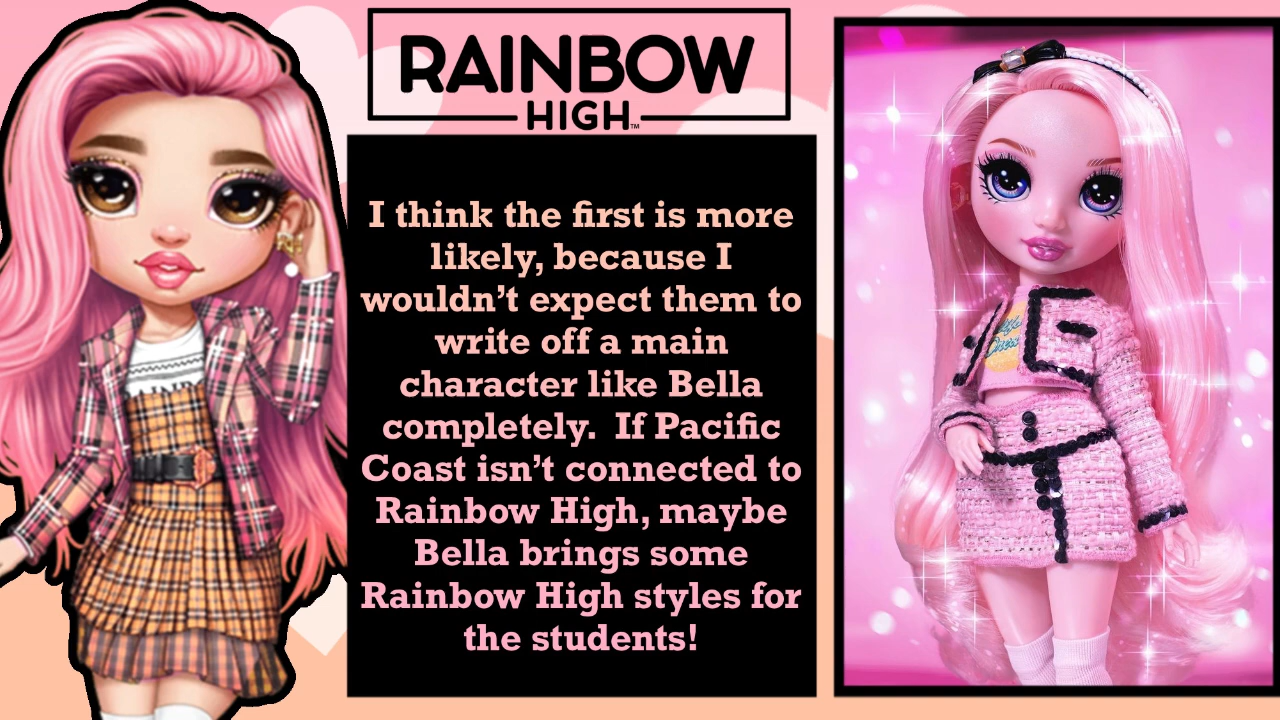 RAINBOW
HIGH™
I think the first is more
likely, because I
wouldn't expect them to
write off a main
character like Bella
completely.  If Pacific
Coast isn't connected to
Rainbow High, maybe
Bella brings some
Rainbow High styles for
the students!